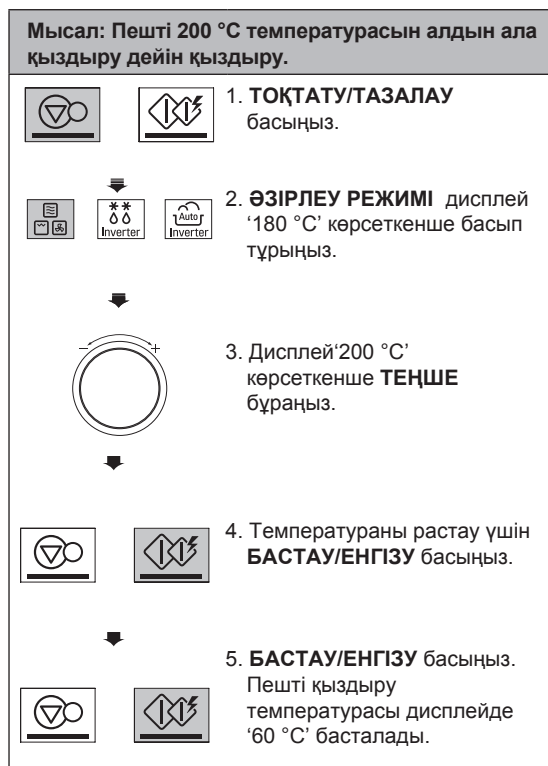 Мысал: Пешті 200 °C температурасын алдын ала
қыздыру дейін қыздыру.
1. ТОҚТАТУ/ТАЗАЛАУ
басыңыз.
Inverter
Auto
Inverter
2. ӘЗІРЛЕУ РЕЖИМІ дисплей
‘180 °C’ көрсеткенше басып
тұрыңыз.
- +
3. Дисплей‘200 °C’
көрсеткенше ТЕҢШЕ
бұраңыз.
4. Температураны растау үшін
БАСТАУ/ЕНГІЗУ басыңыз.
5. БАСТАУ/ЕНГІЗУ басыңыз.
Пешті қыздыру
температурасы дисплейде
‘60 °C’ басталады.